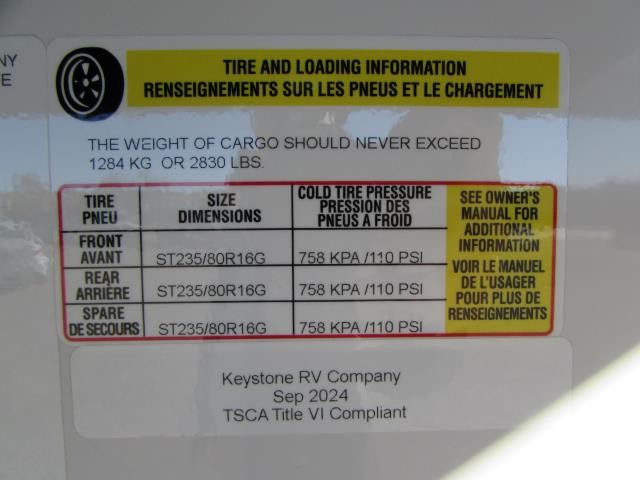 NY
E
TIRE AND LOADING INFORMATION
RENSEIGNEMENTS SUR LES PNEUS ET LE CHARGEMENT
THE WEIGHT OF CARGO SHOULD NEVER EXCEED
1284 KG OR 2830 LBS.
TIRE
PNEU
SIZE
DIMENSIONS
COLD TIRE PRESSURE
PRESSION DES
PNEUS A FROID
SEE OWNER'S
MANUAL FOR
ADDITIONAL
INFORMATION
VOIR LE MANUEL
DE L'USAGER
POUR PLUS DE
RENSEIGNEMENTS
FRONT
AVANT
ST235/80R16G
758 KPA /110 PSI
REAR
ARRIÈRE
ST235/80R16G
758 KPA /110 PSI
SPARE
DE SECOURS
ST235/80R16G
758 KPA /110 PSI
Keystone RV Company
Sep 2024
TSCA Title VI Compliant